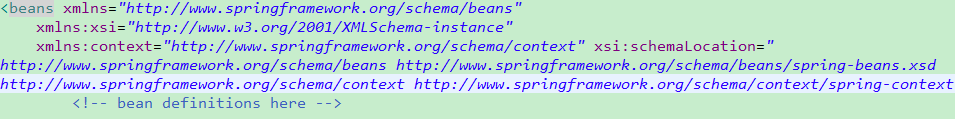 <beans xmlns="http://www.springframework.org/schema/beans"
xmlns:xsi="http://www.w3.org/2001/XMLSchema-instance"
xmlns:context="http://www.springframework.org/schema/context" xsi:schemaLocation="
http://www.springframework.org/schema/beans http://www.springframework.org/schema/beans/spring-beans.xsd
http://www.springframework.org/schema/context http://www.springframework.org/schema/context/spring-context
<!-- bean definitions here -->